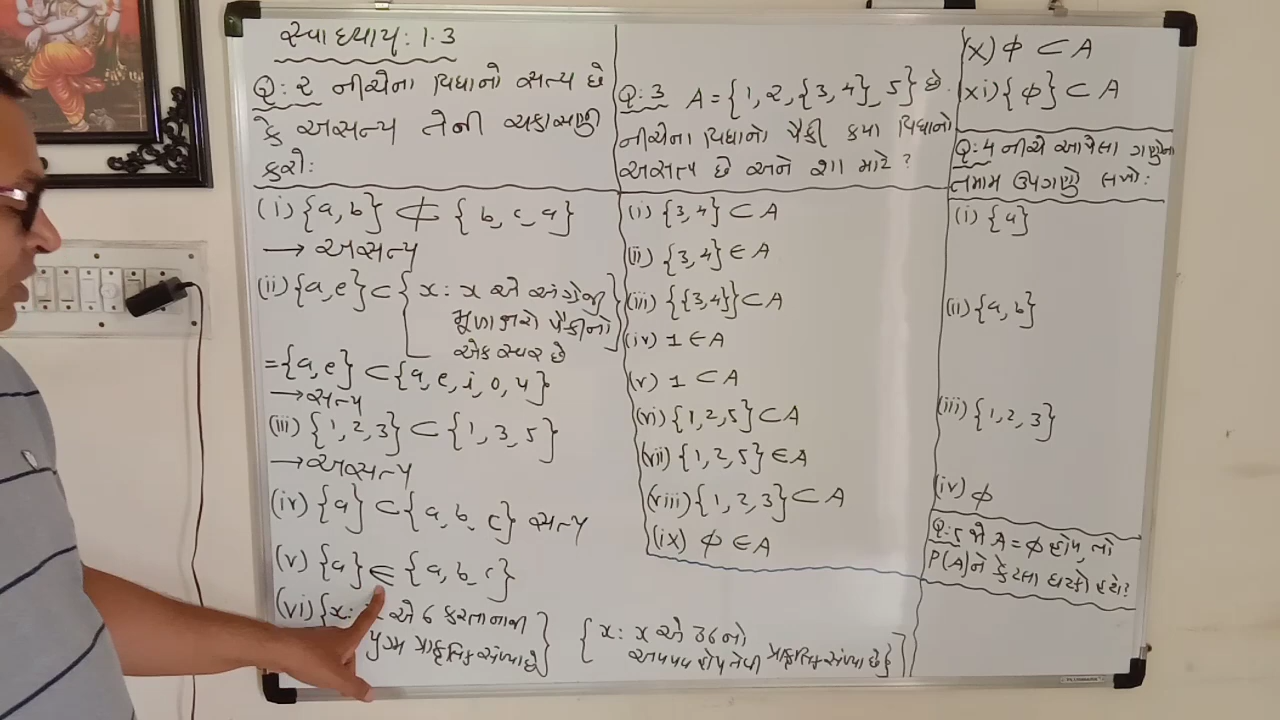 સ્વાધ્યાય: 1.3
Q: 2 નીચેના વિધાનો સત્ય છે
કે અસત્ય તેની ચકાસણી
કરો:
(i) {a, b} ⊄ {b, c, a}
→ અસત્ય
(ii) {a, e} ⊂ {x : x એ અંગ્રેજી
મૂળાક્ષરો પૈકીનો
એક સ્વર છે}
= {a, e} ⊂ {a, e, i, o, u}
→ સત્ય
(iii) {1, 2, 3} ⊂ {1, 3, 5}
→ અસત્ય
(iv) {a} ⊂ {a, b, c} સત્ય
(v) {a} ∈ {a, b, c}
(vi) {x: x એ 6 કરતા નાની
યુગ્મ પ્રાકૃતિક સંખ્યા છે}
{x : x એ 36 નો
અવયવ હોય તેવી પ્રાકૃતિક સંખ્યા છે}
Q: 3 A = {1, 2, {3, 4}, 5} છે.
નીચેના વિધાનો પૈકી કયા વિધાનો
અસત્ય છે અને શા માટે ?
(i) {3, 4} ⊂ A
(ii) {3, 4} ∈ A
(iii) {{3, 4}} ⊂ A
(iv) 1 ∈ A
(v) 1 ⊂ A
(vi) {1, 2, 5} ⊂ A
(vii) {1, 2, 5} ∈ A
(viii) {1, 2, 3} ⊂ A
(ix) φ ∈ A
(x) φ ⊂ A
(xi) {φ} ⊂ A
Q: 4 નીચે આપેલા ગણોના
તમામ ઉપગણો લખો:
(i) {a}
(ii) {a, b}
(iii) {1, 2, 3}
(iv) φ
Q: 5 જો A = φ હોય, તો
P(A)ને કેટલા ઘટકો હશે?